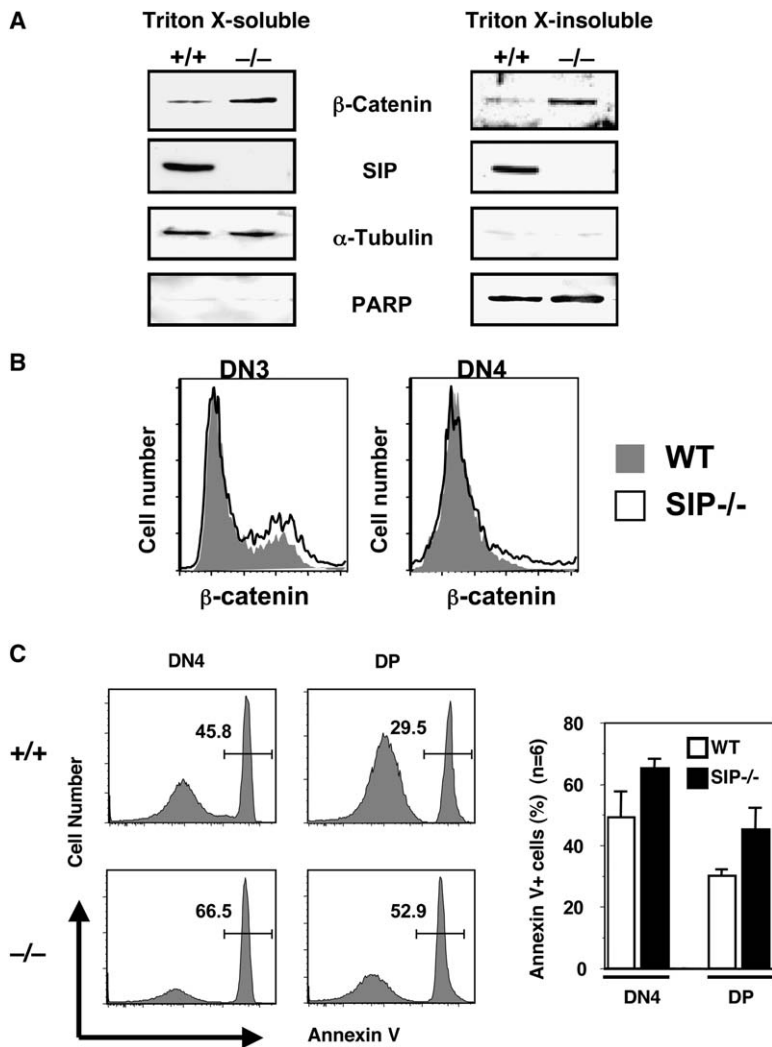 A
Triton X-soluble
Triton X-insoluble
+/+ –/–
+/+ –/–
β-Catenin
SIP
α-Tubulin
PARP
B
DN3
DN4
Cell number
Cell number
β-catenin
β-catenin
WT
SIP-/-
C
DN4
DP
+/+
45.8
29.5
Cell Number
–/–
66.5
52.9
Annexin V
Annexin V+ cells (%) (n=6)
80
60
40
20
0
WT
SIP-/-
DN4
DP